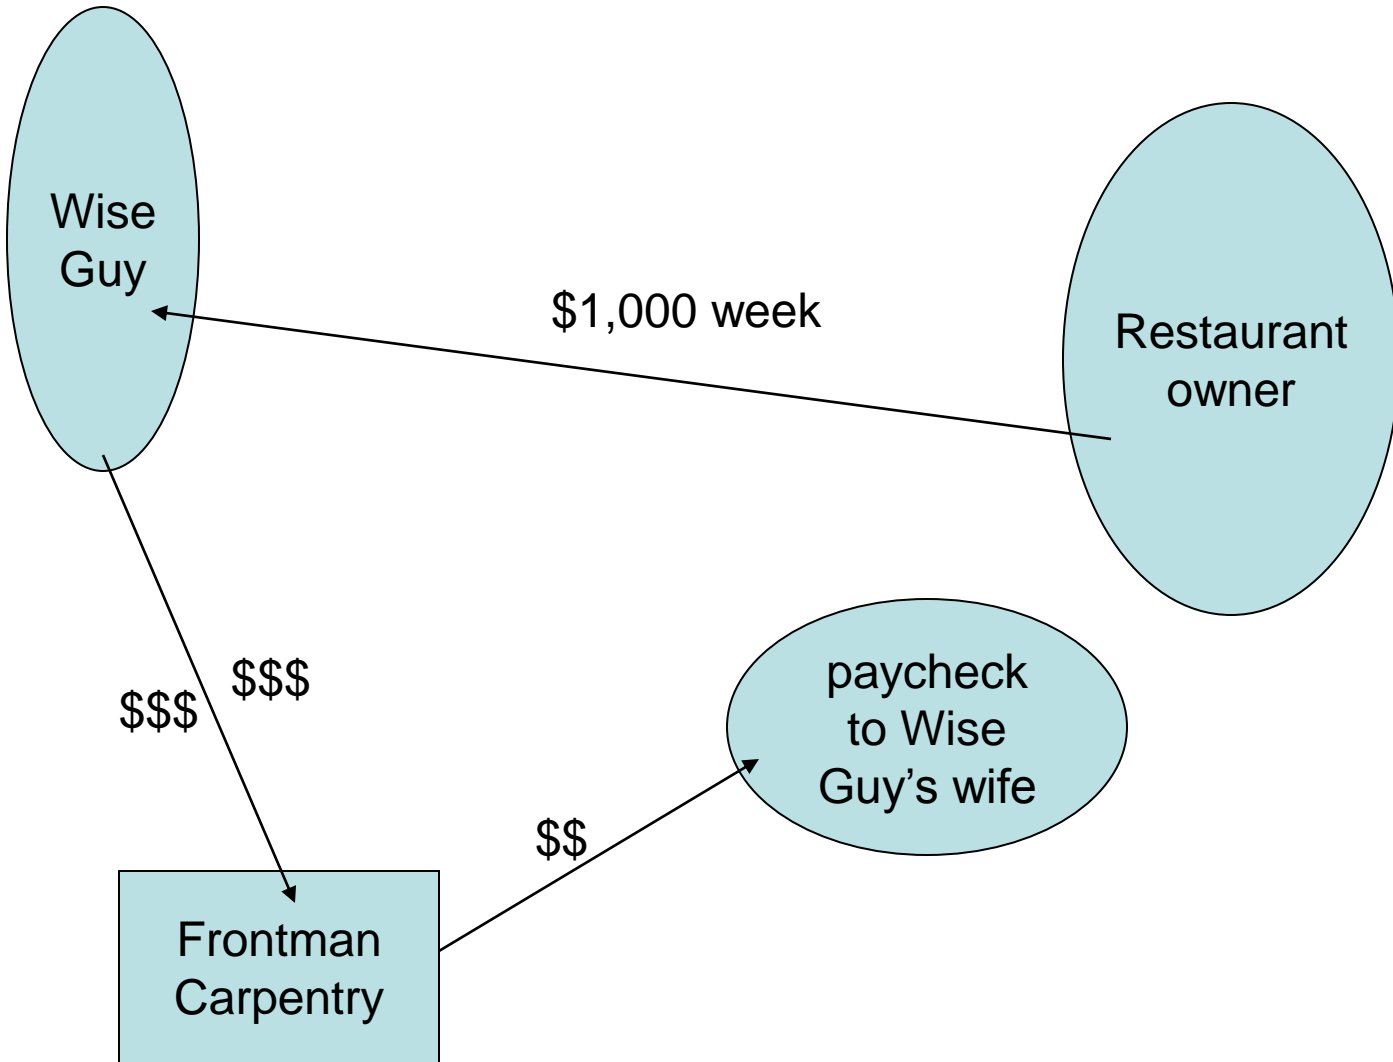 Wise
Guy
$1,000 week
Restaurant
owner
$$$
$$$
paycheck
to Wise
Guy’s wife
$$
Frontman
Carpentry